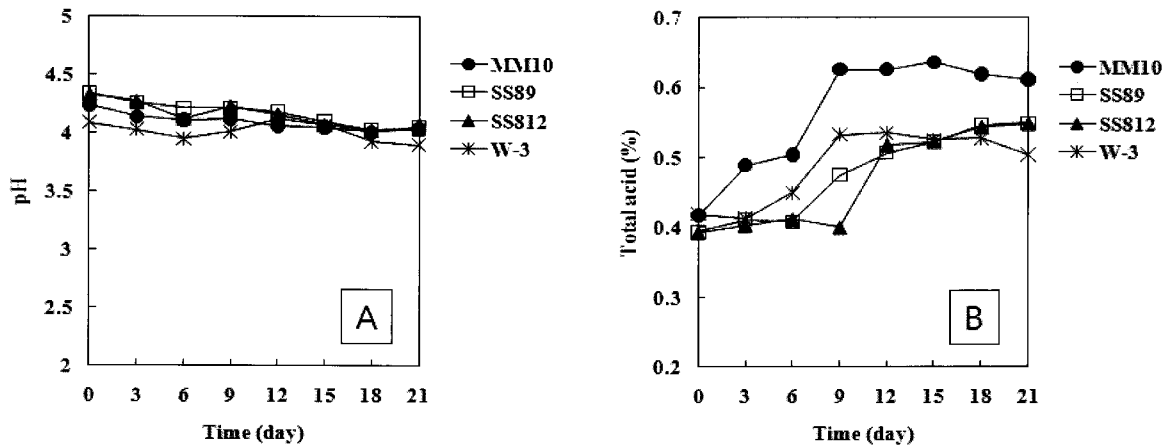 5
4.5
4
3.5
3
2.5
2
pH
0 3 6 9 12 15 18 21
Time (day)
MM10
SS89
SS812
W-3
A
0.7
0.6
0.5
0.4
0.3
0.2
Total acid (%)
0 3 6 9 12 15 18 21
Time (day)
MM10
SS89
SS812
W-3
B